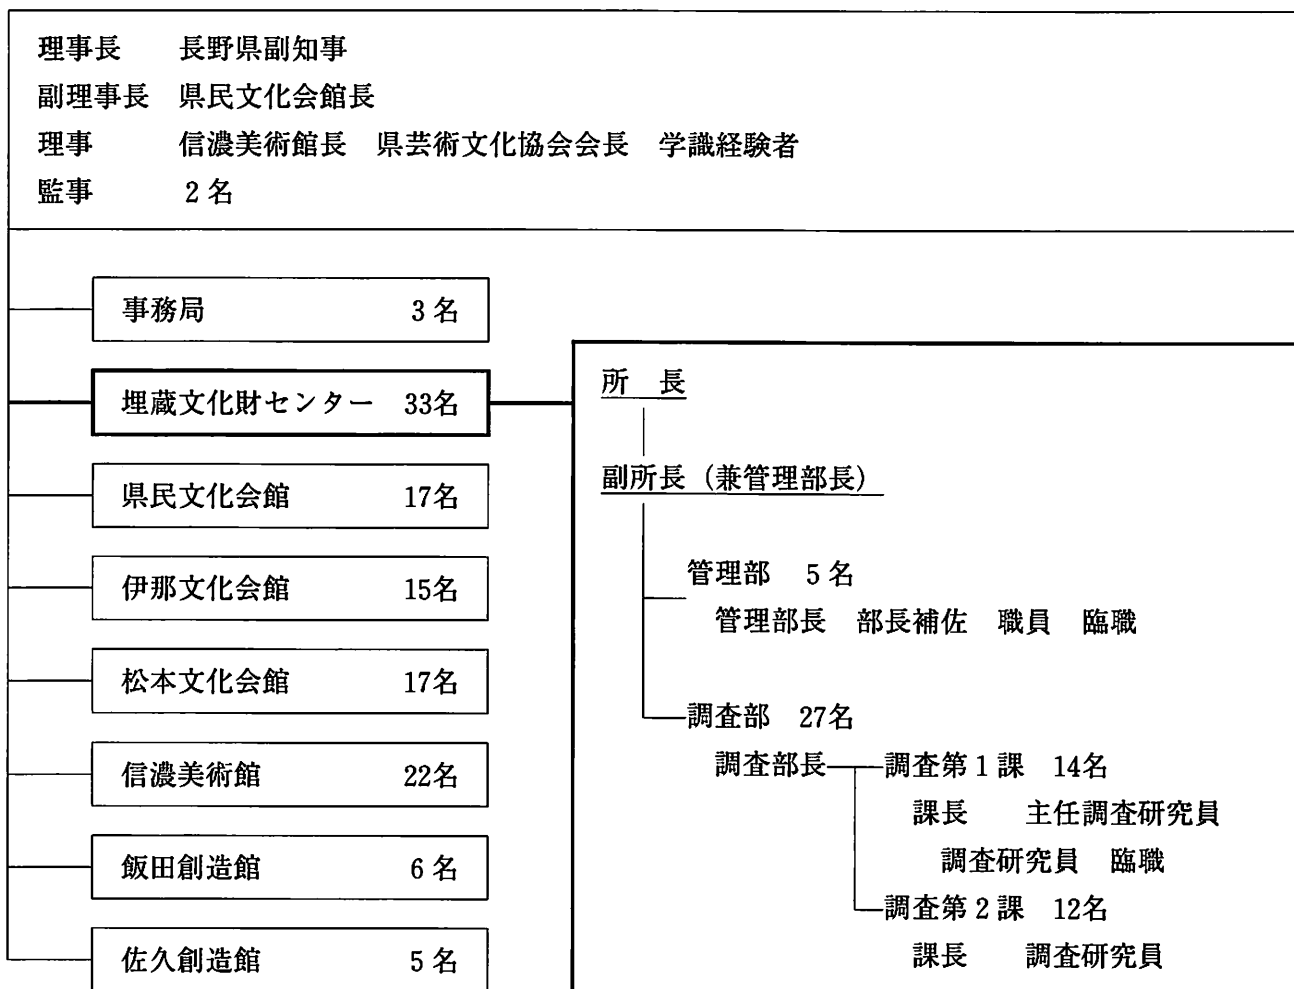 理事長　長野県副知事
副理事長　県民文化会館長
理事　信濃美術館長　県芸術文化協会会長　学識経験者
監事　2名
事務局　3名
埋蔵文化財センター　33名
県民文化会館　17名
伊那文化会館　15名
松本文化会館　17名
信濃美術館　22名
飯田創造館　6名
佐久創造館　5名
所　長
副所長（兼管理部長）
管理部　5名
管理部長　部長補佐　職員　臨職
調査部　27名
調査部長　調査第1課　14名
課長　主任調査研究員
調査研究員　臨職
調査第2課　12名
課長　調査研究員